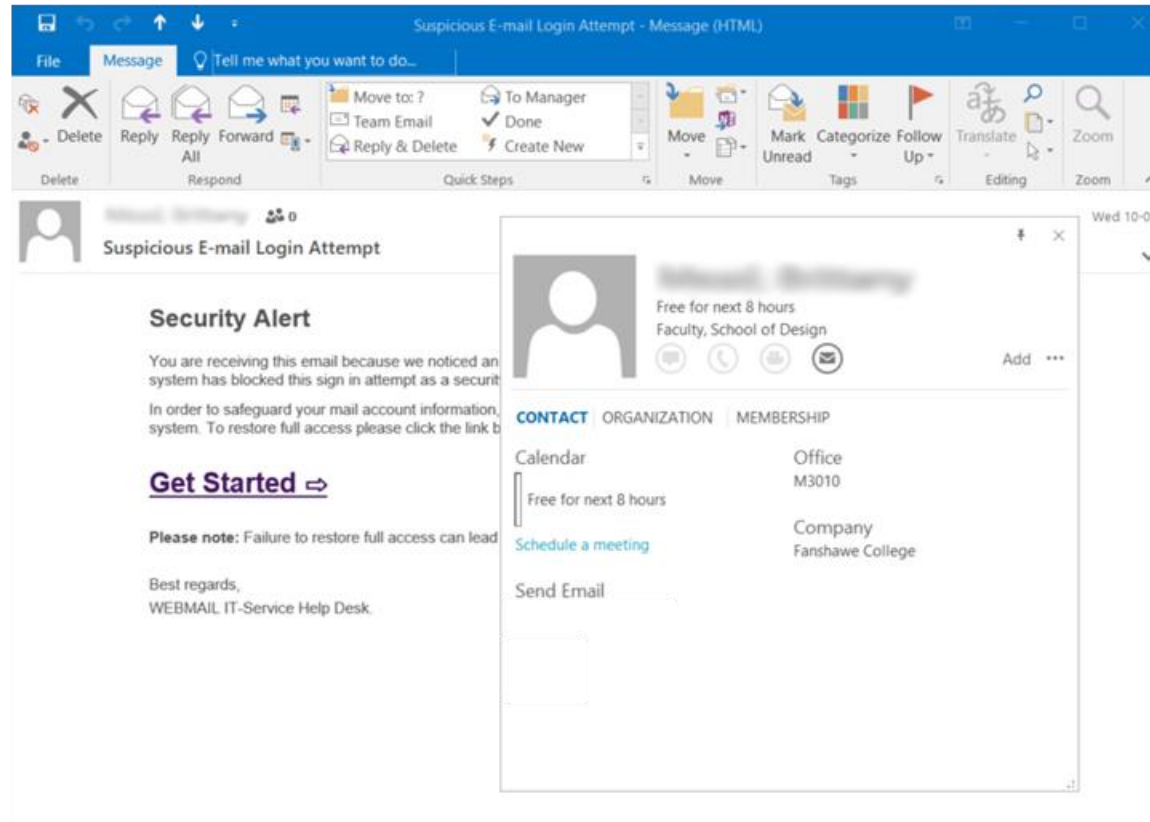 Suspicious E-mail Login Attempt - Message (HTML)
File Message Tell me what you want to do...
Delete
Reply
Reply All
Forward
Move to: ?
Team Email
Reply & Delete
To Manager
Done
Create New
Move
Mark Unread
Categorize
Follow Up
Translate
Zoom
Delete Respond Quick Steps Move Tags Editing Zoom
0
Wed 10-0
Suspicious E-mail Login Attempt
Security Alert
You are receiving this email because we noticed an
system has blocked this sign in attempt as a securit
In order to safeguard your mail account information,
system. To restore full access please click the link b
Get Started ⇨
Please note: Failure to restore full access can lead
Best regards,
WEBMAIL IT-Service Help Desk.
Free for next 8 hours
Faculty, School of Design
Add
CONTACT ORGANIZATION MEMBERSHIP
Calendar
Free for next 8 hours
Schedule a meeting
Send Email
Office
M3010
Company
Fanshawe College